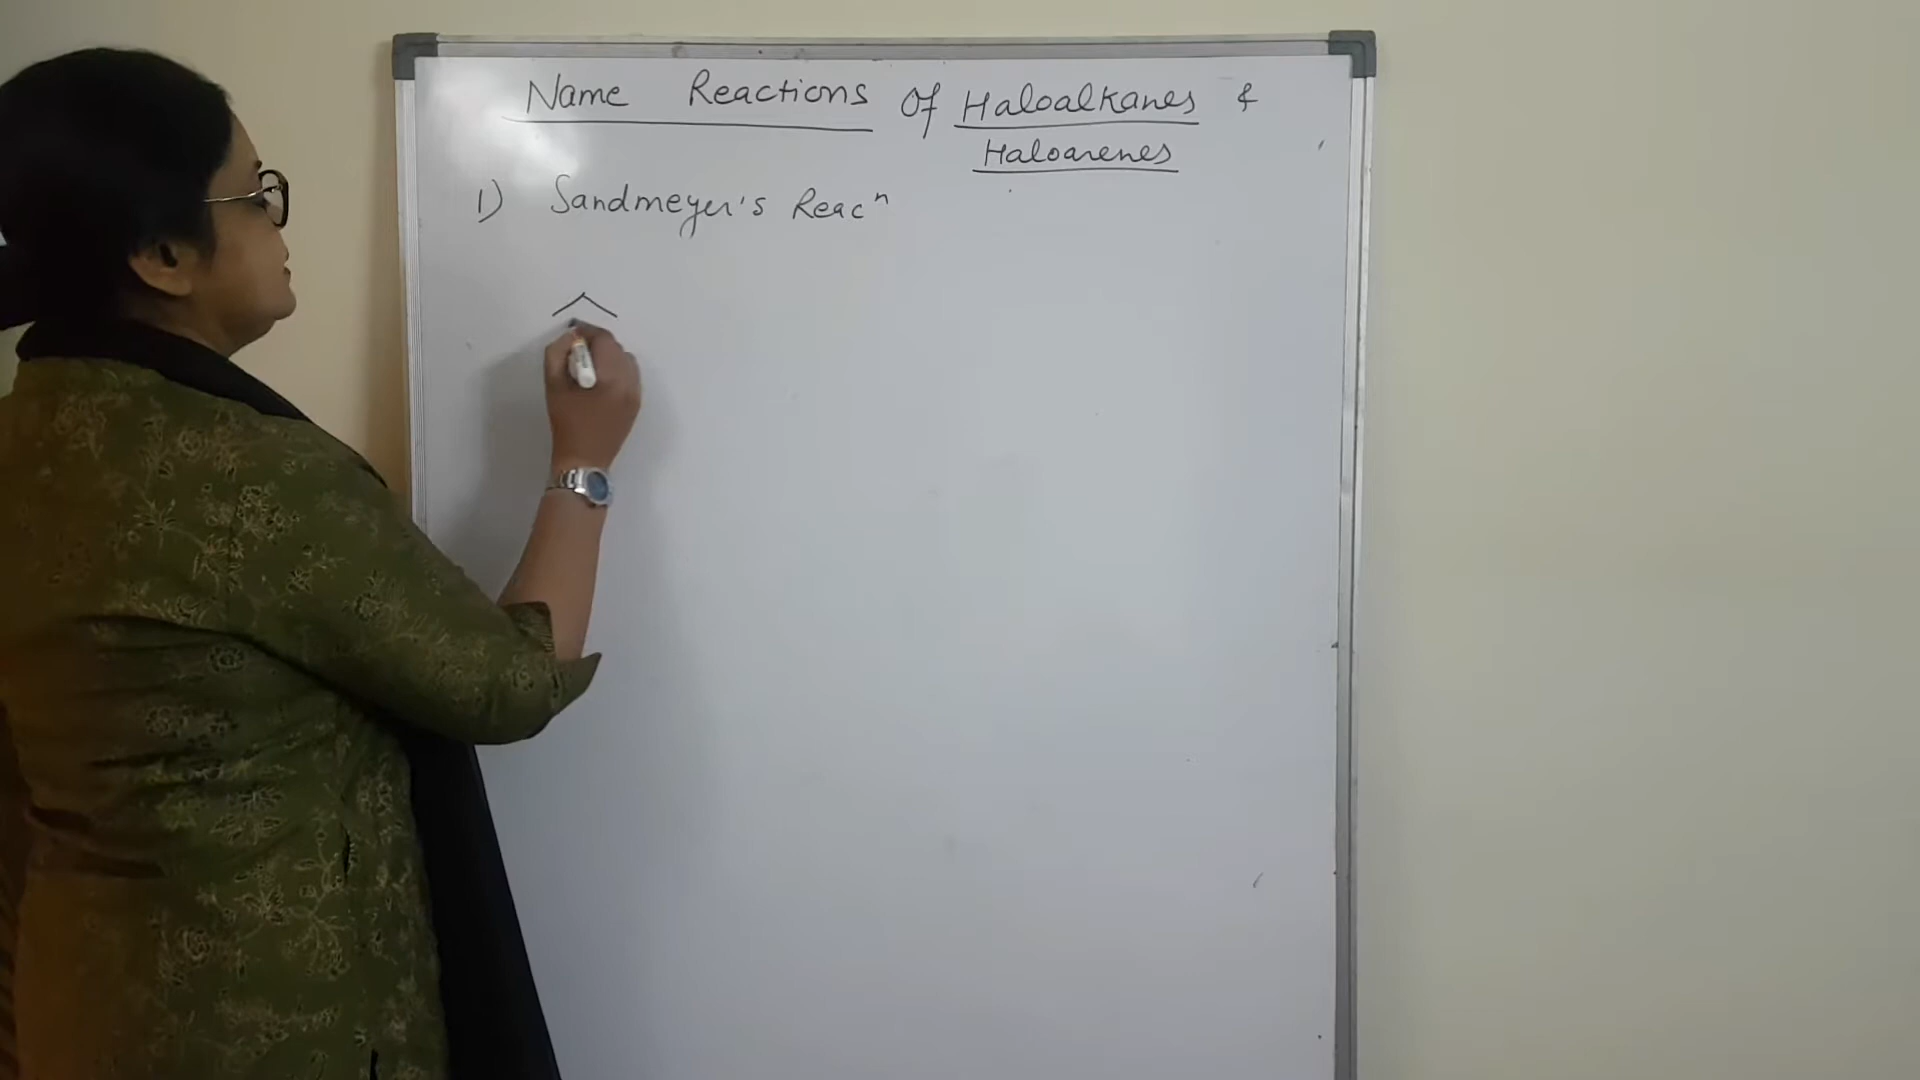 Name Reactions Of Haloalkanes &
Haloarenes
1) Sandmeyer's Reacⁿ